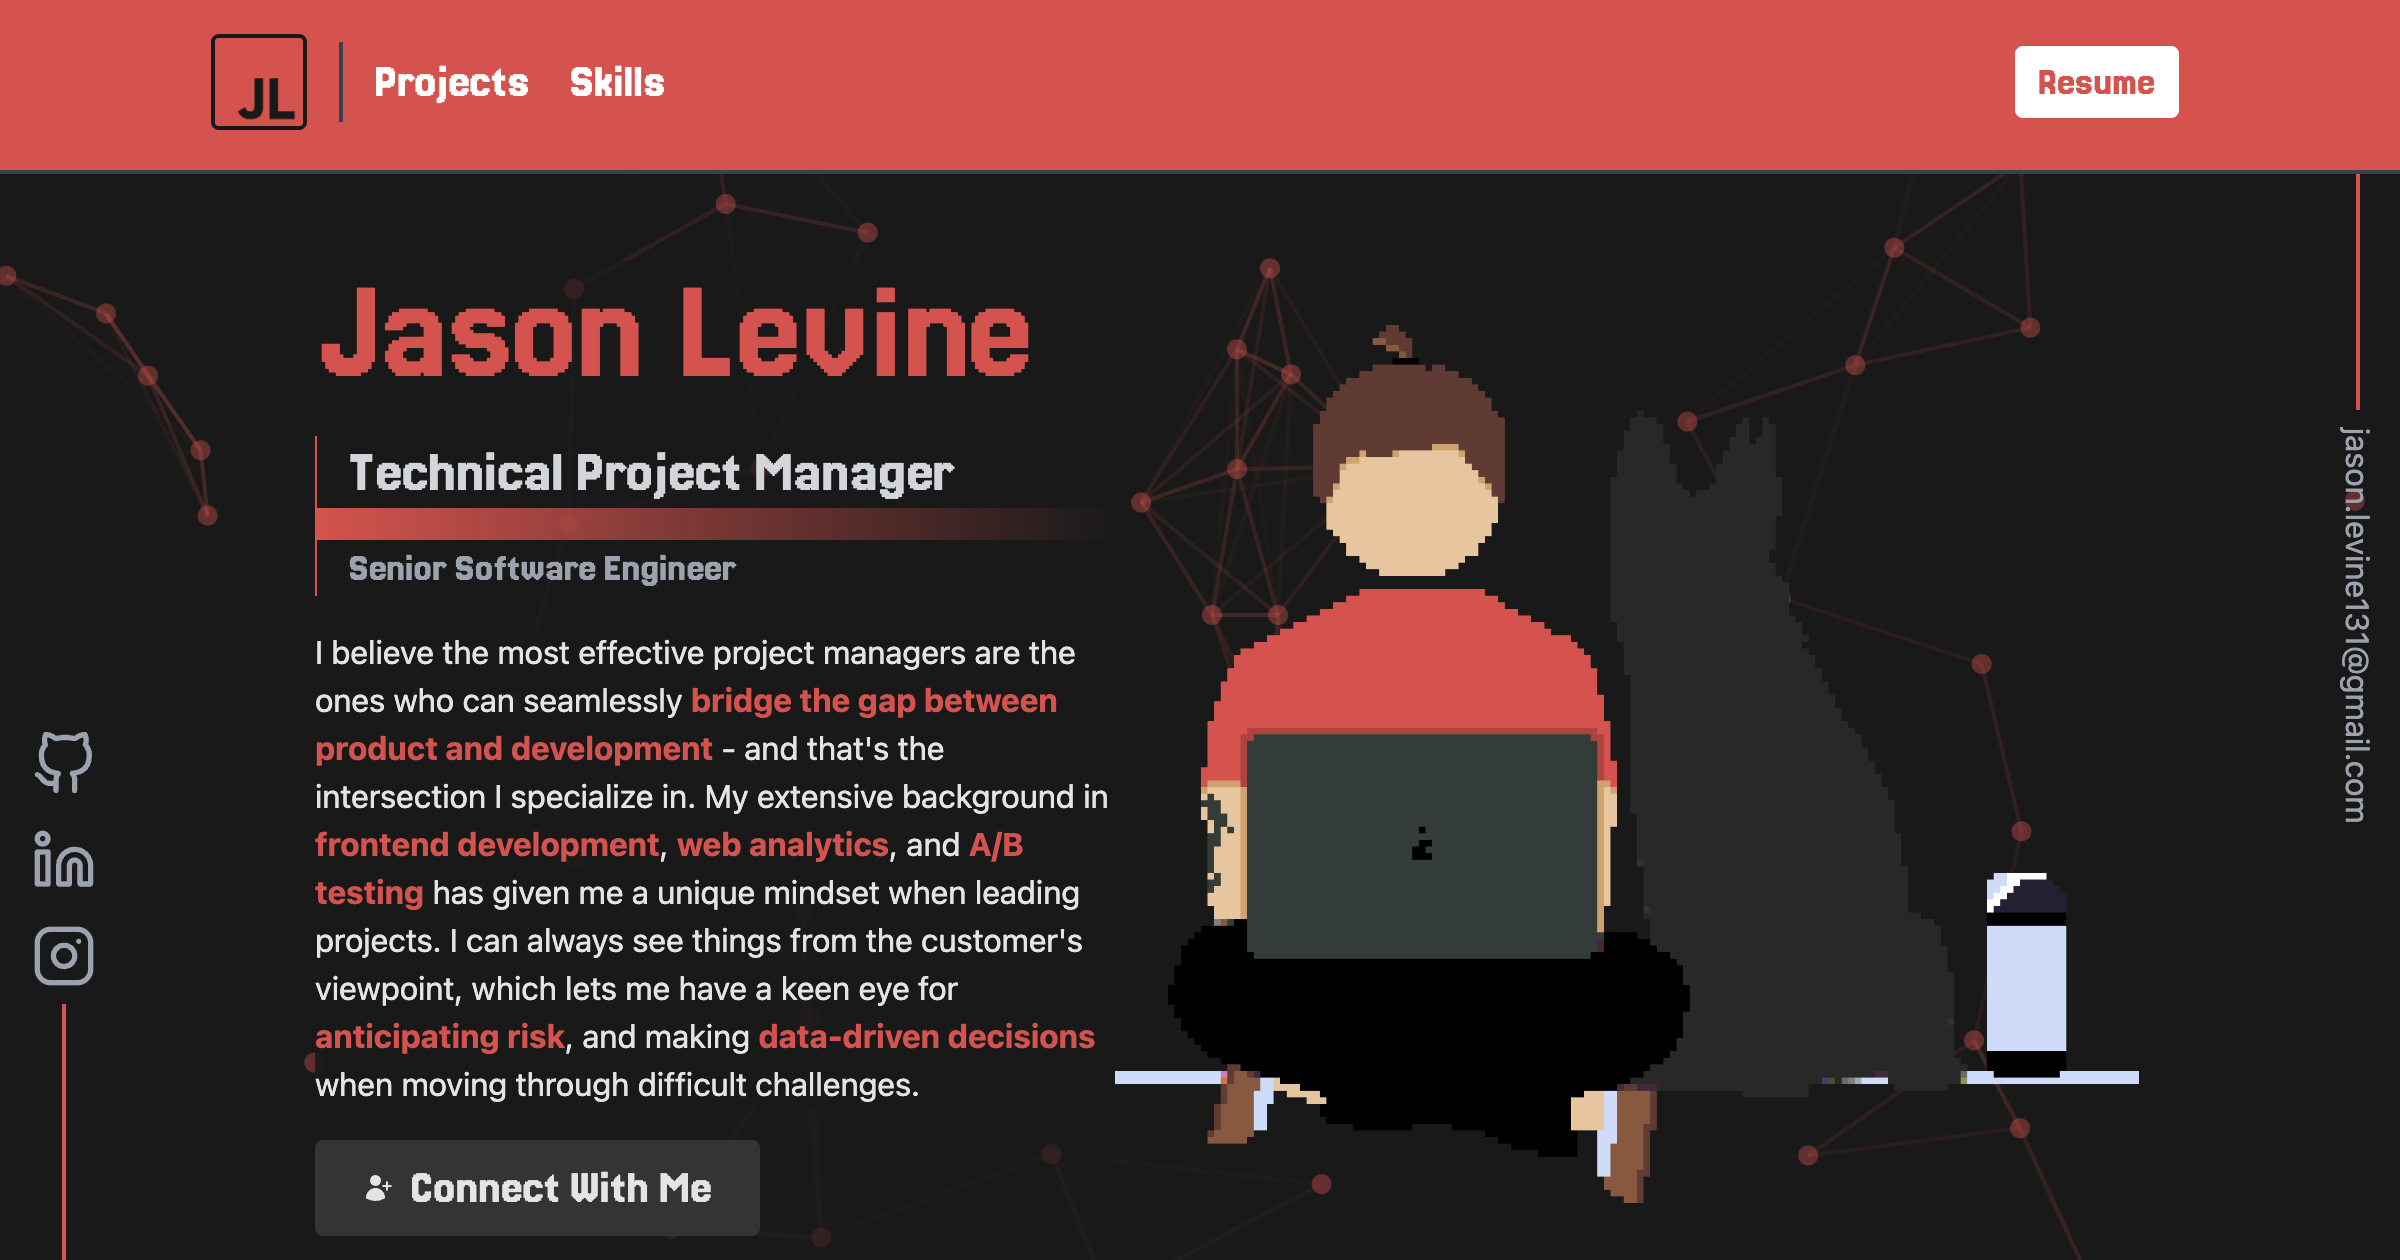 JL
Projects Skills
Resume
Jason Levine
Technical Project Manager
Senior Software Engineer
I believe the most effective project managers are the
ones who can seamlessly bridge the gap between
product and development - and that's the
intersection I specialize in. My extensive background in
frontend development, web analytics, and A/B
testing has given me a unique mindset when leading
projects. I can always see things from the customer's
viewpoint, which lets me have a keen eye for
anticipating risk, and making data-driven decisions
when moving through difficult challenges.
Connect With Me
jason.levine131@gmail.com